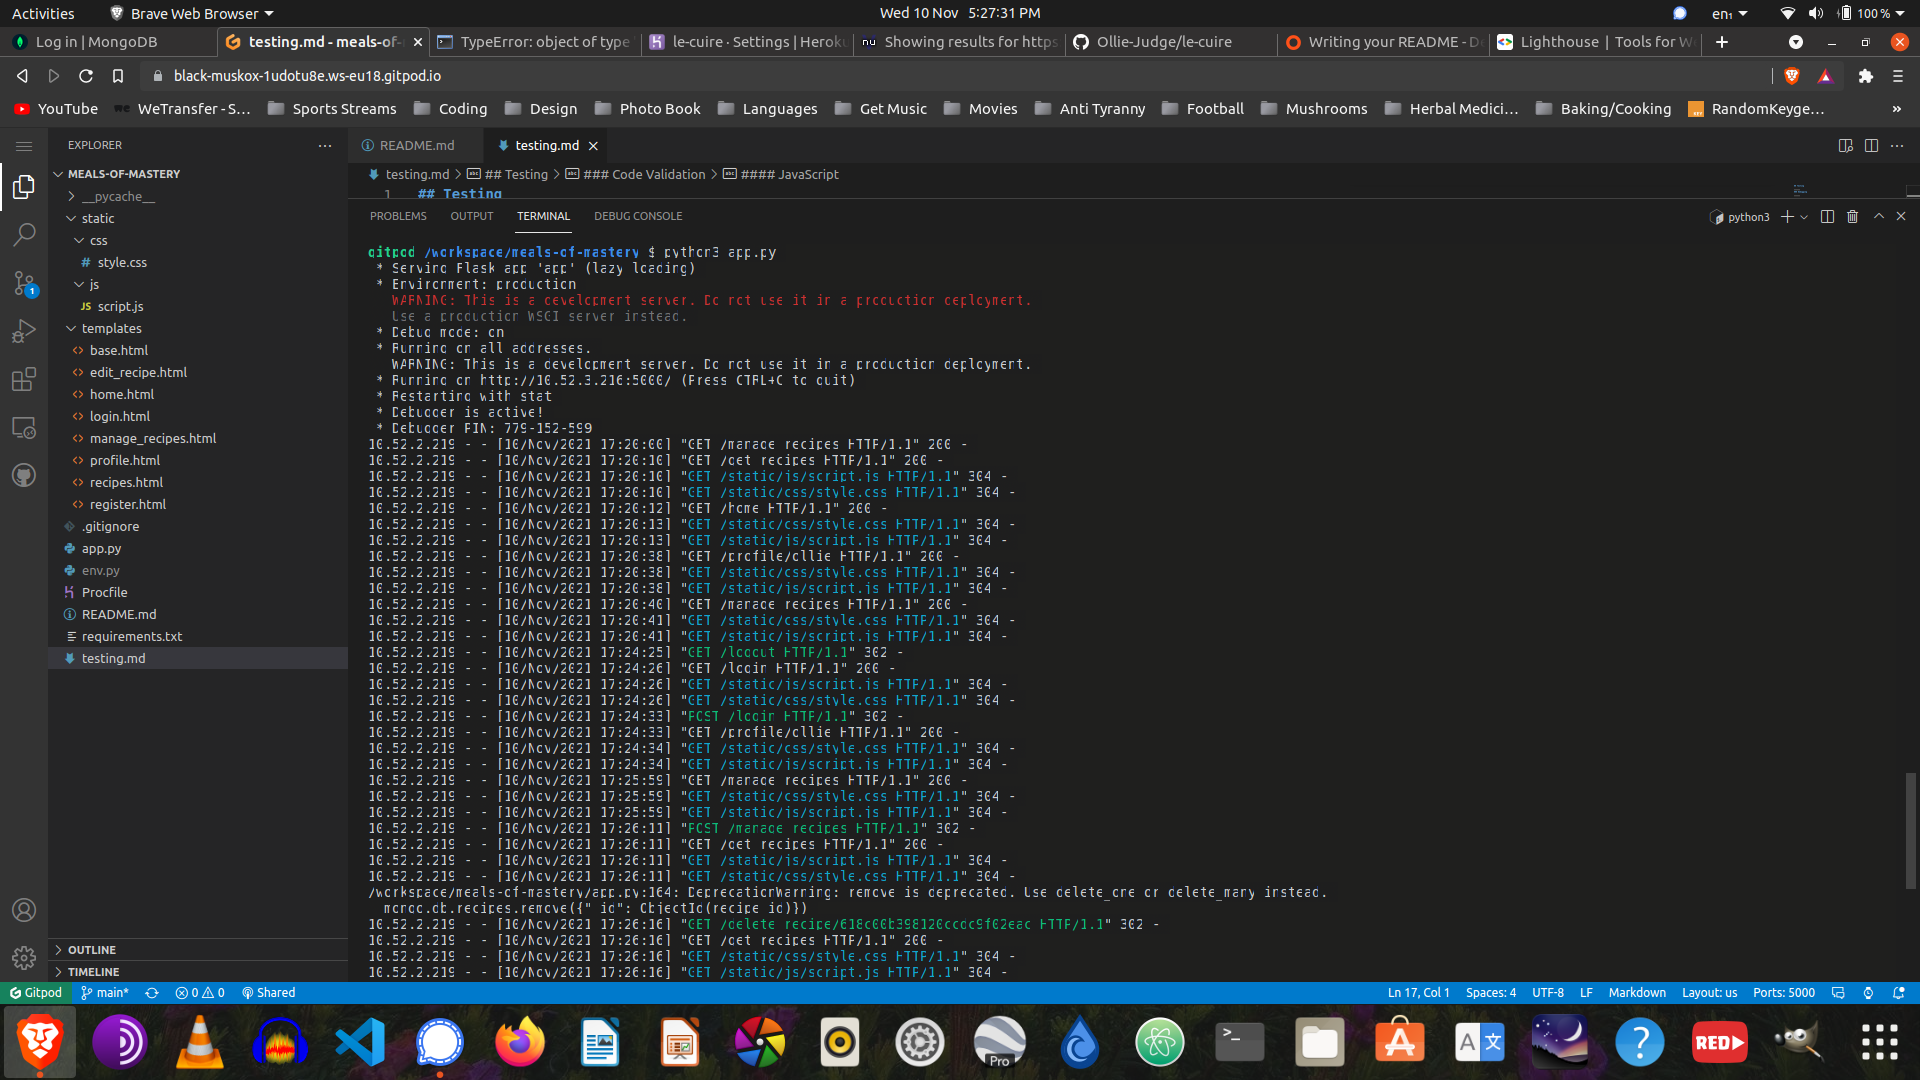 Activities
Brave Web Browser
Wed 10 Nov 5:27:31 PM
en₁
100 %
Log in | MongoDB
testing.md - meals-of-
TypeError: object of type
le-cuire · Settings | Heroku
Showing results for https
Ollie-Judge/le-cuire
Writing your README - D
Lighthouse | Tools for W
black-muskox-1udotu8e.ws-eu18.gitpod.io
YouTube
WeTransfer - S…
Sports Streams
Coding
Design
Photo Book
Languages
Get Music
Movies
Anti Tyranny
Football
Mushrooms
Herbal Medici…
Baking/Cooking
RandomKeyge…
»
EXPLORER
MEALS-OF-MASTERY
__pycache__
static
css
# style.css
js
JS script.js
templates
<> base.html
<> edit_recipe.html
<> home.html
<> login.html
<> manage_recipes.html
<> profile.html
<> recipes.html
<> register.html
.gitignore
app.py
env.py
Procfile
README.md
requirements.txt
testing.md
OUTLINE
TIMELINE
README.md
testing.md
testing.md > ## Testing > ### Code Validation > #### JavaScript
1 ## Testing
PROBLEMS
OUTPUT
TERMINAL
DEBUG CONSOLE
python3
gitpod /workspace/meals-of-mastery $ python3 app.py
* Serving Flask app 'app' (lazy loading)
* Environment: production
WARNING: This is a development server. Do not use it in a production deployment.
Use a production WSGI server instead.
* Debug mode: on
* Running on all addresses.
WARNING: This is a development server. Do not use it in a production deployment.
* Running on http://10.52.3.216:5000/ (Press CTRL+C to quit)
* Restarting with stat
* Debugger is active!
* Debugger PIN: 779-152-599
10.52.2.219 - - [10/Nov/2021 17:20:00] "GET /manage_recipes HTTP/1.1" 200 -
10.52.2.219 - - [10/Nov/2021 17:20:10] "GET /get_recipes HTTP/1.1" 200 -
10.52.2.219 - - [10/Nov/2021 17:20:10] "GET /static/js/script.js HTTP/1.1" 304 -
10.52.2.219 - - [10/Nov/2021 17:20:10] "GET /static/css/style.css HTTP/1.1" 304 -
10.52.2.219 - - [10/Nov/2021 17:20:12] "GET /home HTTP/1.1" 200 -
10.52.2.219 - - [10/Nov/2021 17:20:13] "GET /static/css/style.css HTTP/1.1" 304 -
10.52.2.219 - - [10/Nov/2021 17:20:13] "GET /static/js/script.js HTTP/1.1" 304 -
10.52.2.219 - - [10/Nov/2021 17:20:38] "GET /profile/ollie HTTP/1.1" 200 -
10.52.2.219 - - [10/Nov/2021 17:20:38] "GET /static/css/style.css HTTP/1.1" 304 -
10.52.2.219 - - [10/Nov/2021 17:20:38] "GET /static/js/script.js HTTP/1.1" 304 -
10.52.2.219 - - [10/Nov/2021 17:20:40] "GET /manage_recipes HTTP/1.1" 200 -
10.52.2.219 - - [10/Nov/2021 17:20:41] "GET /static/css/style.css HTTP/1.1" 304 -
10.52.2.219 - - [10/Nov/2021 17:20:41] "GET /static/js/script.js HTTP/1.1" 304 -
10.52.2.219 - - [10/Nov/2021 17:24:25] "GET /logout HTTP/1.1" 302 -
10.52.2.219 - - [10/Nov/2021 17:24:26] "GET /login HTTP/1.1" 200 -
10.52.2.219 - - [10/Nov/2021 17:24:26] "GET /static/js/script.js HTTP/1.1" 304 -
10.52.2.219 - - [10/Nov/2021 17:24:26] "GET /static/css/style.css HTTP/1.1" 304 -
10.52.2.219 - - [10/Nov/2021 17:24:33] "POST /login HTTP/1.1" 302 -
10.52.2.219 - - [10/Nov/2021 17:24:33] "GET /profile/ollie HTTP/1.1" 200 -
10.52.2.219 - - [10/Nov/2021 17:24:34] "GET /static/css/style.css HTTP/1.1" 304 -
10.52.2.219 - - [10/Nov/2021 17:24:34] "GET /static/js/script.js HTTP/1.1" 304 -
10.52.2.219 - - [10/Nov/2021 17:25:59] "GET /manage_recipes HTTP/1.1" 200 -
10.52.2.219 - - [10/Nov/2021 17:25:59] "GET /static/css/style.css HTTP/1.1" 304 -
10.52.2.219 - - [10/Nov/2021 17:25:59] "GET /static/js/script.js HTTP/1.1" 304 -
10.52.2.219 - - [10/Nov/2021 17:26:11] "POST /manage_recipes HTTP/1.1" 302 -
10.52.2.219 - - [10/Nov/2021 17:26:11] "GET /get_recipes HTTP/1.1" 200 -
10.52.2.219 - - [10/Nov/2021 17:26:11] "GET /static/js/script.js HTTP/1.1" 304 -
10.52.2.219 - - [10/Nov/2021 17:26:11] "GET /static/css/style.css HTTP/1.1" 304 -
/workspace/meals-of-mastery/app.py:164: DeprecationWarning: remove is deprecated. Use delete_one or delete_many instead.
mongo.db.recipes.remove({"_id": ObjectId(recipe_id)})
10.52.2.219 - - [10/Nov/2021 17:26:16] "GET HTTP/1.1" 302 -
10.52.2.219 - - [10/Nov/2021 17:26:16] "GET /get_recipes HTTP/1.1" 200 -
10.52.2.219 - - [10/Nov/2021 17:26:16] "GET /static/css/style.css HTTP/1.1" 304 -
10.52.2.219 - - [10/Nov/2021 17:26:16] "GET /static/js/script.js HTTP/1.1" 304 -
Gitpod
main*
0
0
Shared
Ln 17, Col 1
Spaces: 4
UTF-8
LF
Markdown
Layout: us
Ports: 5000
Pro
A 文
?
RED